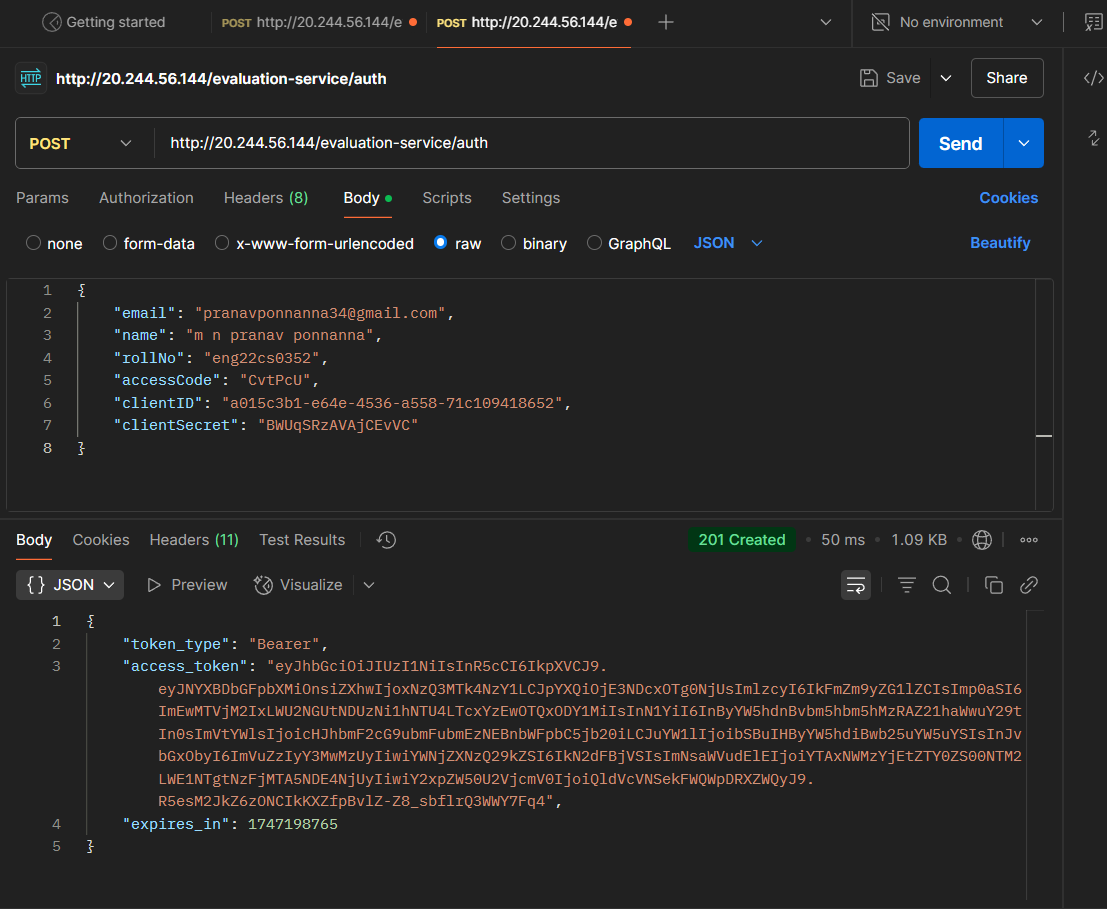 Getting started
POST http://20.244.56.144/e
POST http://20.244.56.144/e
No environment
HTTP http://20.244.56.144/evaluation-service/auth
Save
Share
POST
http://20.244.56.144/evaluation-service/auth
Send
Params Authorization Headers (8) Body Scripts Settings Cookies
none form-data x-www-form-urlencoded raw binary GraphQL JSON Beautify
1 {
2 "email": "pranavponnanna34@gmail.com",
3 "name": "m n pranav ponnanna",
4 "rollNo": "eng22cs0352",
5 "accessCode": "CvtPcU",
6 "clientID": "a015c3b1-e64e-4536-a558-71c109418652",
7 "clientSecret": "BWUqSRzAVAjCEvVC"
8 }
Body Cookies Headers (11) Test Results 201 Created 50 ms 1.09 KB
{} JSON Preview Visualize
1 {
2 "token_type": "Bearer",
3 "access_token": "eyJhbGciOiJIUzI1NiIsInR5cCI6IkpXVCJ9.
eyJNYXBDbGFpbXMiOnsiZXhwIjoxNzQ3MTk4NzY1LCJpYXQiOjE3NDcxOTg0NjUsImlzcyI6IkFmZm9yZG1lZCIsImp0aSI6
ImEwMTVjM2IxLWU2NGUtNDUzNi1hNTU4LTcxYzEwOTQxODY1MiIsInN1YiI6InByYW5hdnBvbm5hbm5hMzRAZ21haWwuY29t
In0sImVtYWlsIjoicHJhbmF2cG9ubmFubmEzNEBnbWFpbC5jb20iLCJuYW1lIjoibSBuIHByYW5hdiBwb25uYW5uYSIsInJv
bGxObyI6ImVuZzIyY3MwMzUyIiwiYWNjZXNzQ29kZSI6IkN2dFBjVSIsImNsaWVudElEIjoiYTAxNWMzYjEtZTY0ZS00NTM2
LWE1NTgtNzFjMTA5NDE4NjUyIiwiY2xpZW50U2VjcmV0IjoiQldVcVNSekFWQWpDRXZWQyJ9.
R5esM2JkZ6zONCIkKXZfpBvlZ-Z8_sbflrQ3WWY7Fq4",
4 "expires_in": 1747198765
5 }